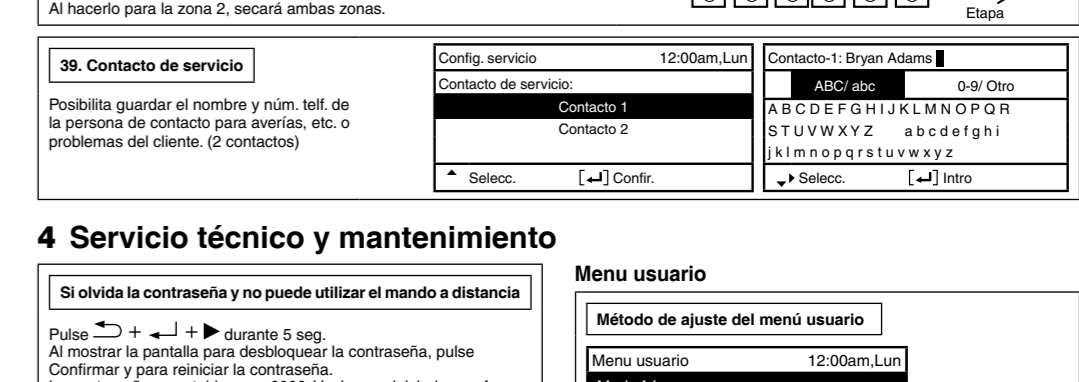 Al hacerlo para la zona 2, secará ambas zonas.
Etapa
39. Contacto de servicio
Posibilita guardar el nombre y núm. telf. de
la persona de contacto para averías, etc. o
problemas del cliente. (2 contactos)
Config. servicio 12:00am,Lun
Contacto de servicio:
Contacto 1
Contacto 2
Selecc. [↵] Confir.
Contacto-1: Bryan Adams
ABC/ abc 0-9/ Otro
A B C D E F G H I J K L M N O P Q R
S T U V W X Y Z a b c d e f g h i
j k l m n o p q r s t u v w x y z
Selecc. [↵] Intro
4 Servicio técnico y mantenimiento
Si olvida la contraseña y no puede utilizar el mando a distancia
Pulse + ↵ + ▶ durante 5 seg.
Al mostrar la pantalla para desbloquear la contraseña, pulse
Confirmar y para reiniciar la contraseña.
Menu usuario
Método de ajuste del menú usuario
Menu usuario 12:00am,Lun